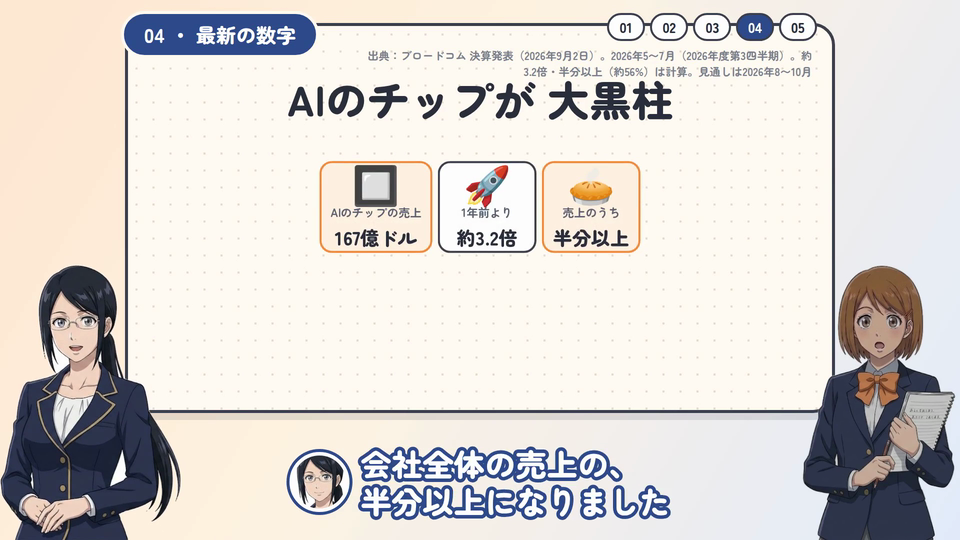 04 ・ 最新の数字
01 02 03 04 05
出典：ブロードコム 決算発表（2026年9月2日）。2026年5〜7月（2026年度第3四半期）。約
3.2倍・半分以上（約56%）は計算。見通しは2026年8〜10月
AIのチップが 大黒柱
AIのチップの売上
167億ドル
1年前より
約3.2倍
売上のうち
半分以上
会社全体の売上の、
半分以上になりました